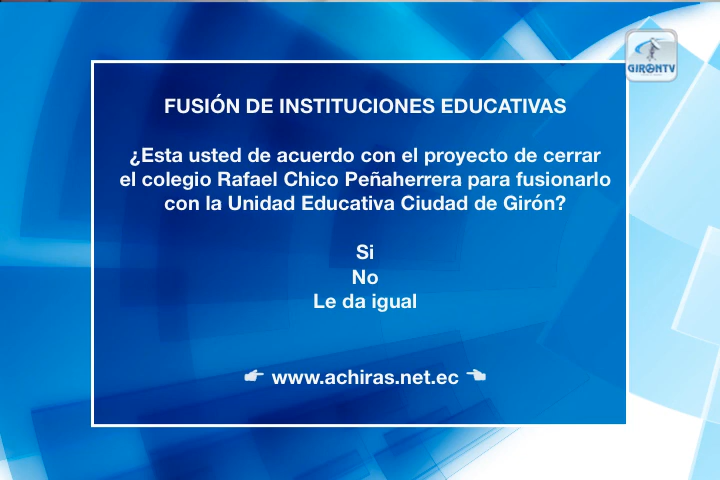 GIRONTV
FUSIÓN DE INSTITUCIONES EDUCATIVAS
¿Esta usted de acuerdo con el proyecto de cerrar
el colegio Rafael Chico Peñaherrera para fusionarlo
con la Unidad Educativa Ciudad de Girón?
Si
No
Le da igual
☛ www.achiras.net.ec ☚